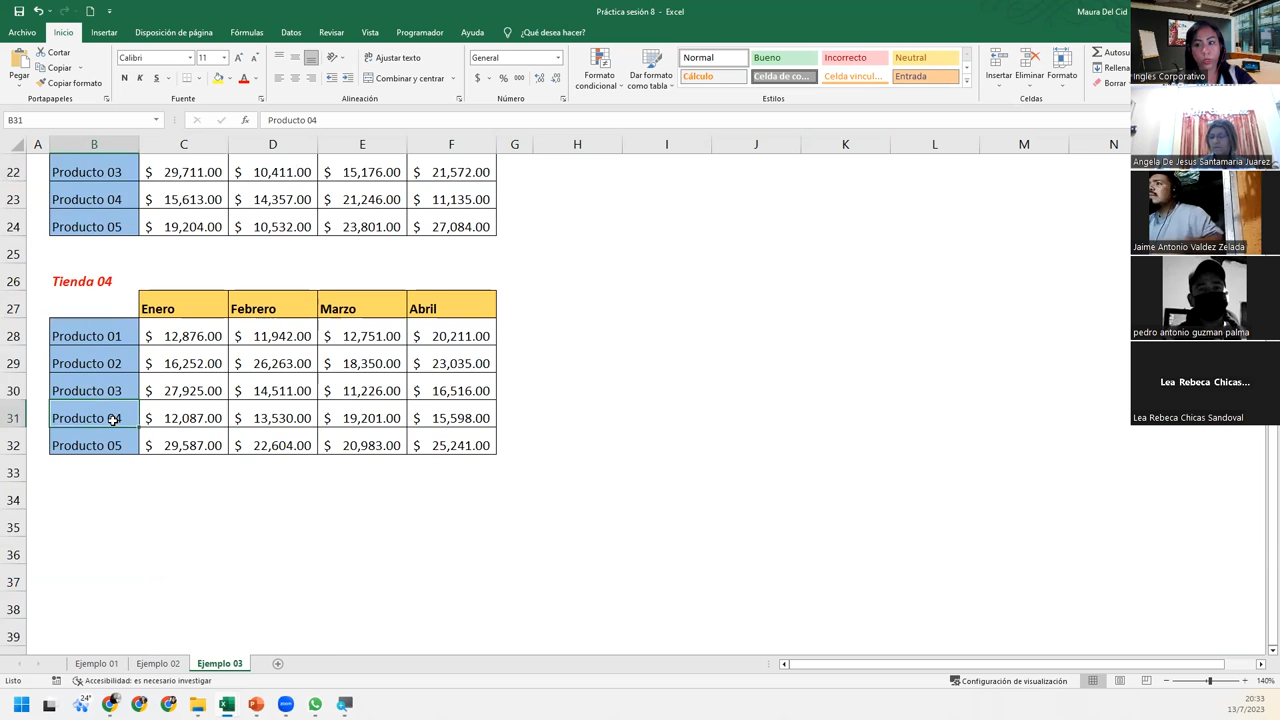 Práctica sesión 8 - Excel
Maura Del Cid
Archivo Inicio Insertar Disposición de página Fórmulas Datos Revisar Vista Programador Ayuda ¿Qué desea hacer?
Pegar
Cortar
Copiar
Copiar formato
Portapapeles
Calibri 11
N K S
Fuente
Ajustar texto
Combinar y centrar
Alineación
General
$ % 000
Número
Formato condicional
Dar formato como tabla
Normal Bueno Incorrecto Neutral
Cálculo Celda de co... Celda vincul... Entrada
Estilos
Insertar Eliminar Formato
Celdas
Autosu
Rellena
Borrar
B31 fx Producto 04
A B C D E F G H I J K L M N
22 Producto 03 $ 29,711.00 $ 10,411.00 $ 15,176.00 $ 21,572.00
23 Producto 04 $ 15,613.00 $ 14,357.00 $ 21,246.00 $ 11,135.00
24 Producto 05 $ 19,204.00 $ 10,532.00 $ 23,801.00 $ 27,084.00
25
26 Tienda 04
27 Enero Febrero Marzo Abril
28 Producto 01 $ 12,876.00 $ 11,942.00 $ 12,751.00 $ 20,211.00
29 Producto 02 $ 16,252.00 $ 26,263.00 $ 18,350.00 $ 23,035.00
30 Producto 03 $ 27,925.00 $ 14,511.00 $ 11,226.00 $ 16,516.00
31 Producto 04 $ 12,087.00 $ 13,530.00 $ 19,201.00 $ 15,598.00
32 Producto 05 $ 29,587.00 $ 22,604.00 $ 20,983.00 $ 25,241.00
33
34
35
36
37
38
39
Ingles Corporativo
Angela De Jesus Santamaria Juarez
Jaime Antonio Valdez Zelada
pedro antonio guzman palma
Lea Rebeca Chicas...
Lea Rebeca Chicas Sandoval
Ejemplo 01 Ejemplo 02 Ejemplo 03
Listo Accesibilidad: es necesario investigar Configuración de visualización 140%
24°
zoom
20:33
13/7/2023